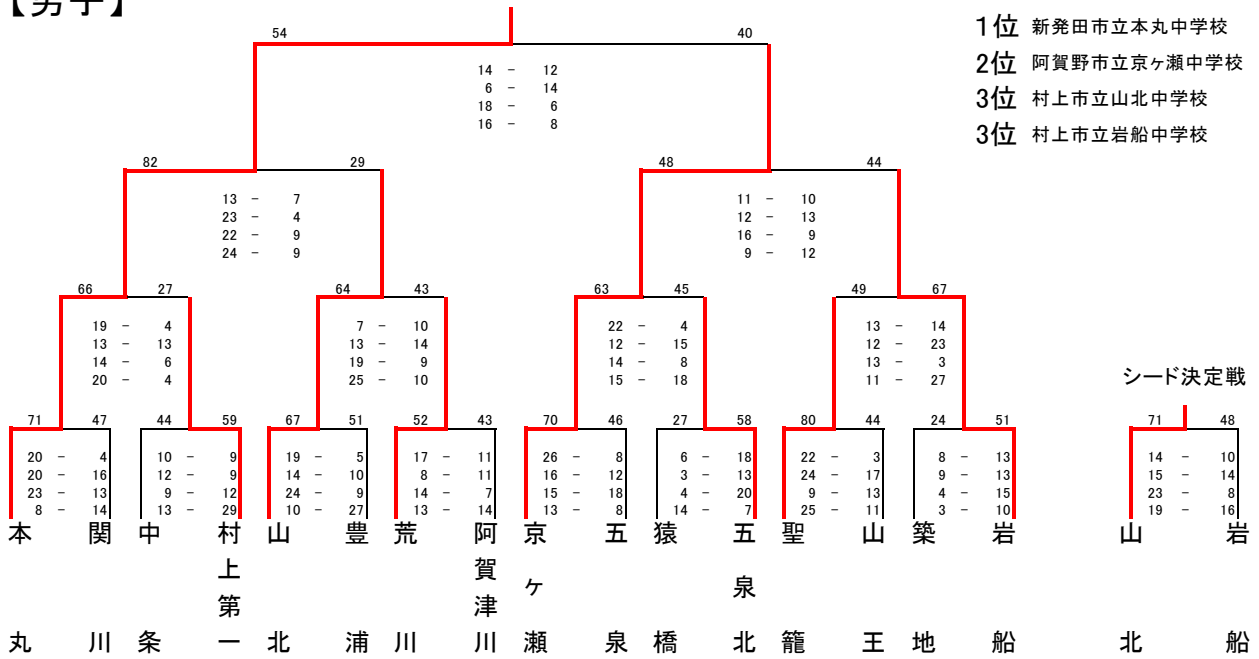 【男子】
54 40
14 - 12
6 - 14
18 - 6
16 - 8
1位 新発田市立本丸中学校
2位 阿賀野市立京ヶ瀬中学校
3位 村上市立山北中学校
3位 村上市立岩船中学校
82 29
13 - 7
23 - 4
22 - 9
24 - 9
48 44
11 - 10
12 - 13
16 - 9
9 - 12
66 27
19 - 4
13 - 13
14 - 6
20 - 4
64 43
7 - 10
13 - 14
19 - 9
25 - 10
63 45
22 - 4
12 - 15
14 - 8
15 - 18
49 67
13 - 14
12 - 23
13 - 3
11 - 27
シード決定戦
71 47
20 - 4
20 - 16
23 - 13
8 - 14
44 59
10 - 9
12 - 9
9 - 12
13 - 29
67 51
19 - 5
14 - 10
24 - 9
10 - 27
52 43
17 - 11
8 - 11
14 - 7
13 - 14
70 46
26 - 8
16 - 12
15 - 18
13 - 8
27 58
6 - 18
3 - 13
4 - 20
14 - 7
80 44
22 - 3
24 - 17
9 - 13
25 - 11
24 51
8 - 13
9 - 13
4 - 15
3 - 10
71 48
14 - 10
15 - 14
23 - 8
19 - 16
本丸
関川
中条
村上第一
山北
豊浦
荒川
阿賀津川
京ヶ瀬
五泉
猿橋
五泉北
聖籠
山王
築地
岩船
山北
岩船